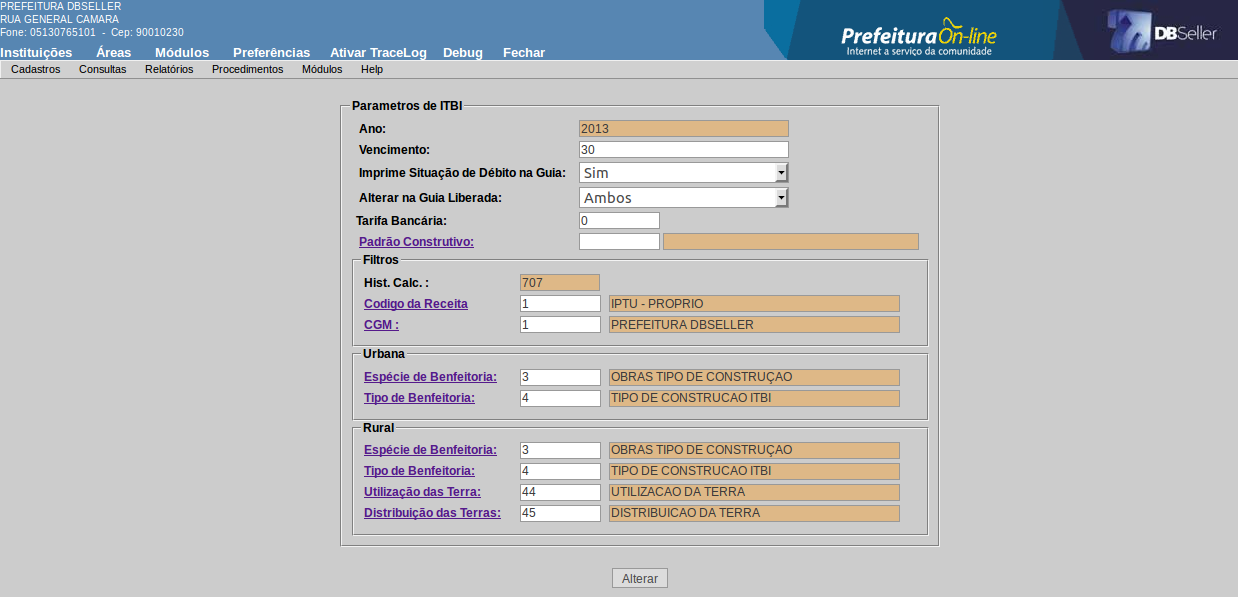 PREFEITURA DBSELLER
RUA GENERAL CAMARA
Fone: 05130765101 - Cep: 90010230
PrefeituraOn-line
Internet a serviço da comunidade
DBSeller
Instituições Áreas Módulos Preferências Ativar TraceLog Debug Fechar
Cadastros Consultas Relatórios Procedimentos Módulos Help
Parametros de ITBI
Ano: 2013
Vencimento: 30
Imprime Situação de Débito na Guia: Sim
Alterar na Guia Liberada: Ambos
Tarifa Bancária: 0
Padrão Construtivo:
Filtros
Hist. Calc. : 707
Codigo da Receita 1 IPTU - PROPRIO
CGM : 1 PREFEITURA DBSELLER
Urbana
Espécie de Benfeitoria: 3 OBRAS TIPO DE CONSTRUÇAO
Tipo de Benfeitoria: 4 TIPO DE CONSTRUCAO ITBI
Rural
Espécie de Benfeitoria: 3 OBRAS TIPO DE CONSTRUÇAO
Tipo de Benfeitoria: 4 TIPO DE CONSTRUCAO ITBI
Utilização das Terra: 44 UTILIZACAO DA TERRA
Distribuição das Terras: 45 DISTRIBUICAO DA TERRA
Alterar